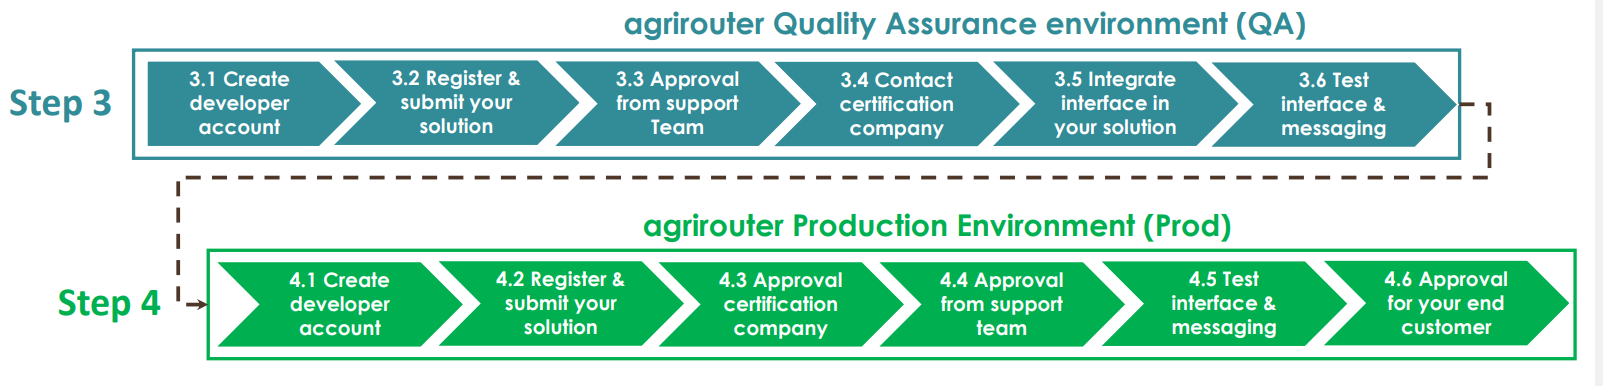 agrirouter Quality Assurance environment (QA)
Step 3
3.1 Create
developer
account
3.2 Register &
submit your
solution
3.3 Approval
from support
Team
3.4 Contact
certification
company
3.5 Integrate
interface in
your solution
3.6 Test
interface &
messaging
agrirouter Production Environment (Prod)
Step 4
4.1 Create
developer
account
4.2 Register &
submit your
solution
4.3 Approval
certification
company
4.4 Approval
from support
team
4.5 Test
interface &
messaging
4.6 Approval
for your end
customer